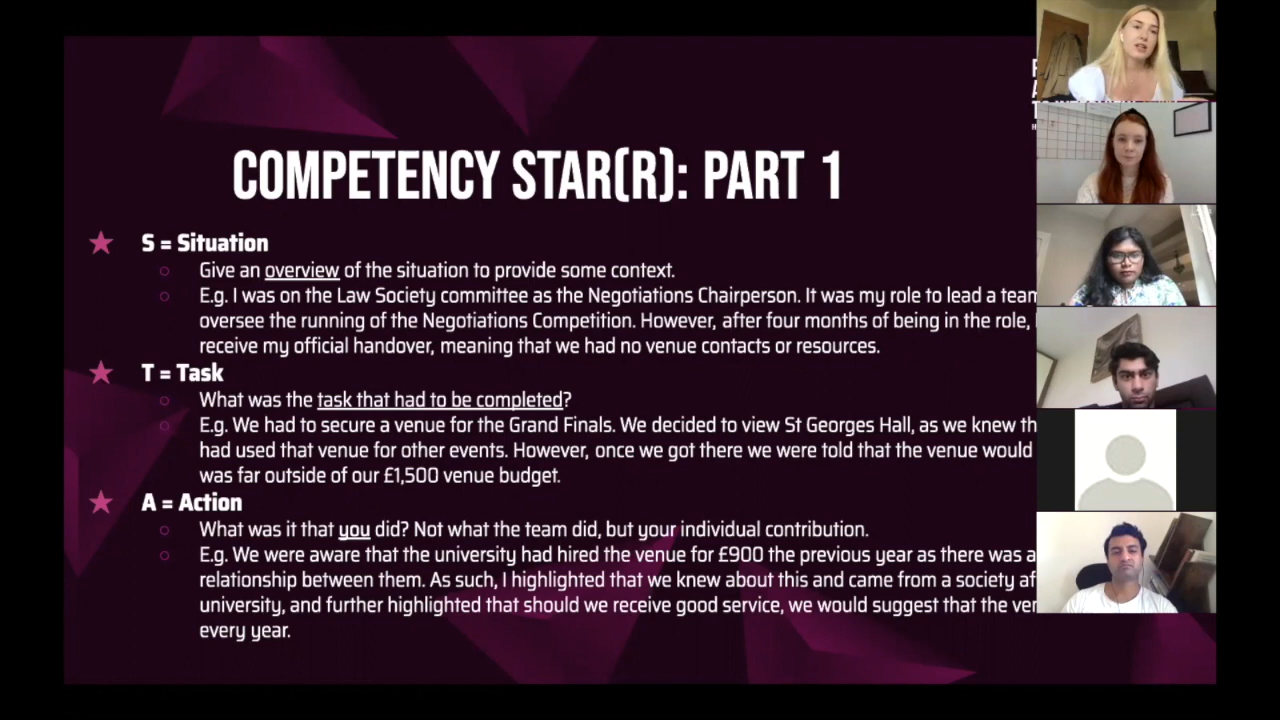 COMPETENCY STAR(R): PART 1
S = Situation
Give an overview of the situation to provide some context.
E.g. I was on the Law Society committee as the Negotiations Chairperson. It was my role to lead a team
oversee the running of the Negotiations Competition. However, after four months of being in the role,
receive my official handover, meaning that we had no venue contacts or resources.
T = Task
What was the task that had to be completed?
E.g. We had to secure a venue for the Grand Finals. We decided to view St Georges Hall, as we knew th
had used that venue for other events. However, once we got there we were told that the venue would
was far outside of our £1,500 venue budget.
A = Action
What was it that you did? Not what the team did, but your individual contribution.
E.g. We were aware that the university had hired the venue for £900 the previous year as there was a
relationship between them. As such, I highlighted that we knew about this and came from a society af
university, and further highlighted that should we receive good service, we would suggest that the ve
every year.